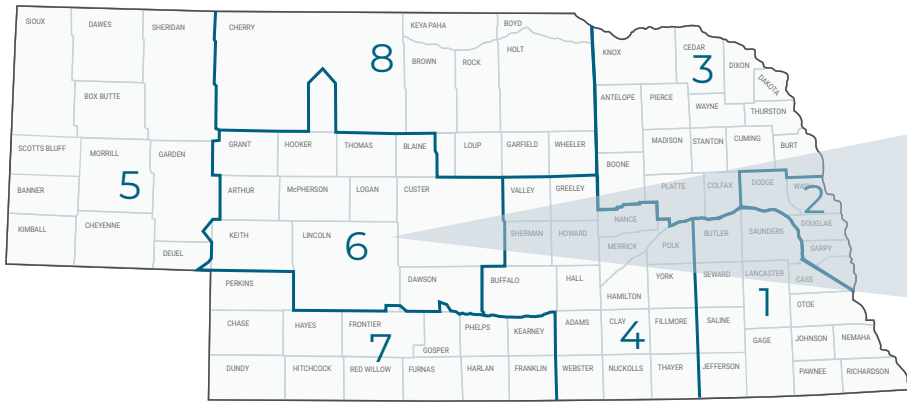 SIOUX
DAWES
SHERIDAN
CHERRY
KEYA PAHA
BOYD
8
BROWN
ROCK
HOLT
KNOX
CEDAR
3
DIXON
DAKOTA
BOX BUTTE
ANTELOPE
PIERCE
WAYNE
THURSTON
SCOTTS BLUFF
MORRILL
GARDEN
GRANT
HOOKER
THOMAS
BLAINE
LOUP
GARFIELD
WHEELER
BOONE
MADISON
STANTON
CUMING
BURT
BANNER
5
ARTHUR
McPHERSON
LOGAN
CUSTER
VALLEY
GREELEY
PLATTE
COLFAX
DODGE
2
KIMBALL
CHEYENNE
DEUEL
KEITH
LINCOLN
6
SHERMAN
HOWARD
NANCE
MERRICK
POLK
BUTLER
SAUNDERS
DOUGLAS
SARPY
CASS
PERKINS
DAWSON
BUFFALO
HALL
HAMILTON
YORK
SEWARD
LANCASTER
1
OTOE
CHASE
HAYES
FRONTIER
7
GOSPER
PHELPS
KEARNEY
ADAMS
CLAY
4
FILLMORE
SALINE
GAGE
JOHNSON
NEMAHA
DUNDY
HITCHCOCK
RED WILLOW
FURNAS
HARLAN
FRANKLIN
WEBSTER
NUCKOLLS
THAYER
JEFFERSON
PAWNEE
RICHARDSON